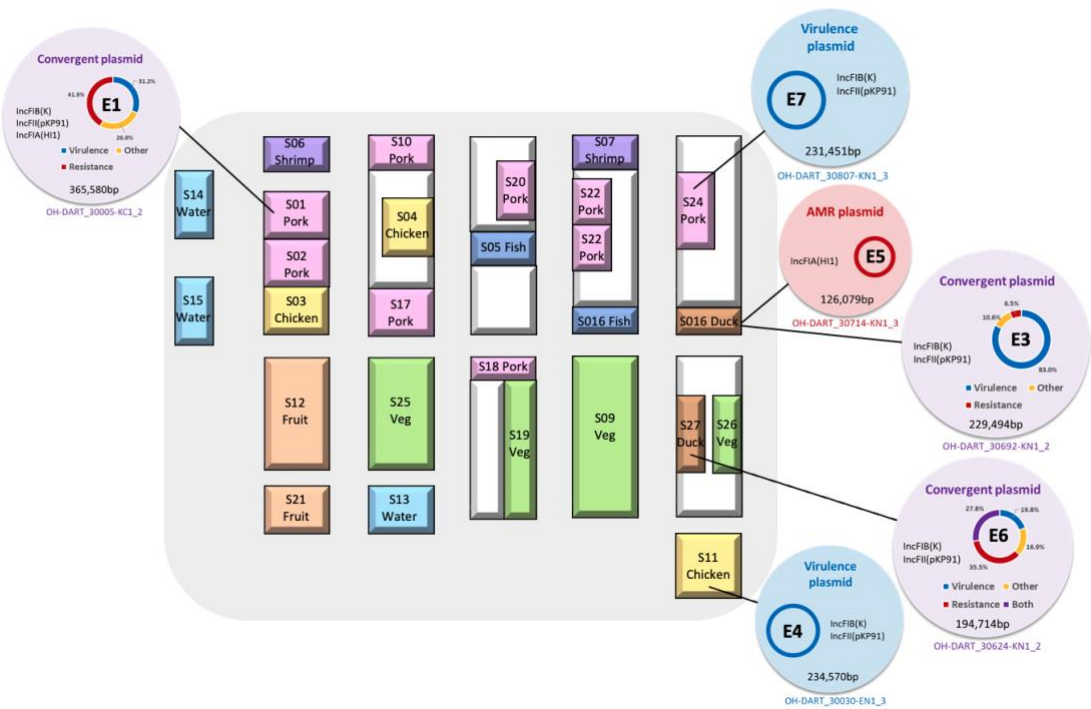 Convergent plasmid
31.2%
41.9%
E1
26.9%
IncFIB(K)
IncFII(pKP91)
IncFIA(HI1)
Virulence Other
Resistance
365,580bp
OH-DART_30005-KC1_2
S14
Water
S15
Water
S06
Shrimp
S01
Pork
S02
Pork
S03
Chicken
S12
Fruit
S21
Fruit
S10
Pork
S04
Chicken
S17
Pork
S25
Veg
S13
Water
S20
Pork
S05 Fish
S18 Pork
S19
Veg
S07
Shrimp
S22
Pork
S22
Pork
S016 Fish
S09
Veg
S24
Pork
S016 Duck
S27
Duck
S26
Veg
S11
Chicken
Virulence
plasmid
E7
IncFIB(K)
IncFII(pKP91)
231,451bp
OH-DART_30807-KN1_3
AMR plasmid
IncFIA(HI1)
E5
126,079bp
OH-DART_30714-KN1_3
Convergent plasmid
6.5%
10.6%
E3
83.0%
IncFIB(K)
IncFII(pKP91)
Virulence Other
Resistance
229,494bp
OH-DART_30692-KN1_2
Convergent plasmid
27.8%
19.8%
E6
16.9%
35.5%
IncFIB(K)
IncFII(pKP91)
Virulence Other
Resistance Both
194,714bp
OH-DART_30624-KN1_2
Virulence
plasmid
E4
IncFIB(K)
IncFII(pKP91)
234,570bp
OH-DART_30030-EN1_3